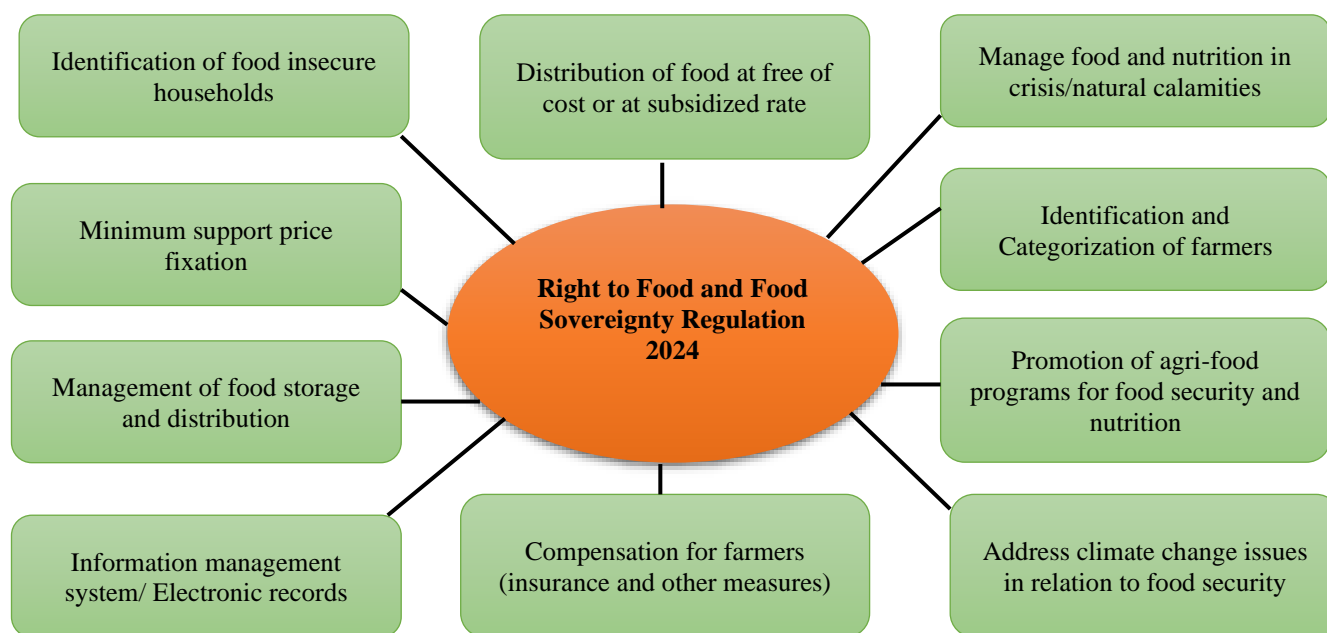 Identification of food insecure
households
Distribution of food at free of
cost or at subsidized rate
Manage food and nutrition in
crisis/natural calamities
Minimum support price
fixation
Identification and
Categorization of farmers
Right to Food and Food
Sovereignty Regulation
2024
Management of food storage
and distribution
Promotion of agri-food
programs for food security and
nutrition
Information management
system/ Electronic records
Compensation for farmers
(insurance and other measures)
Address climate change issues
in relation to food security